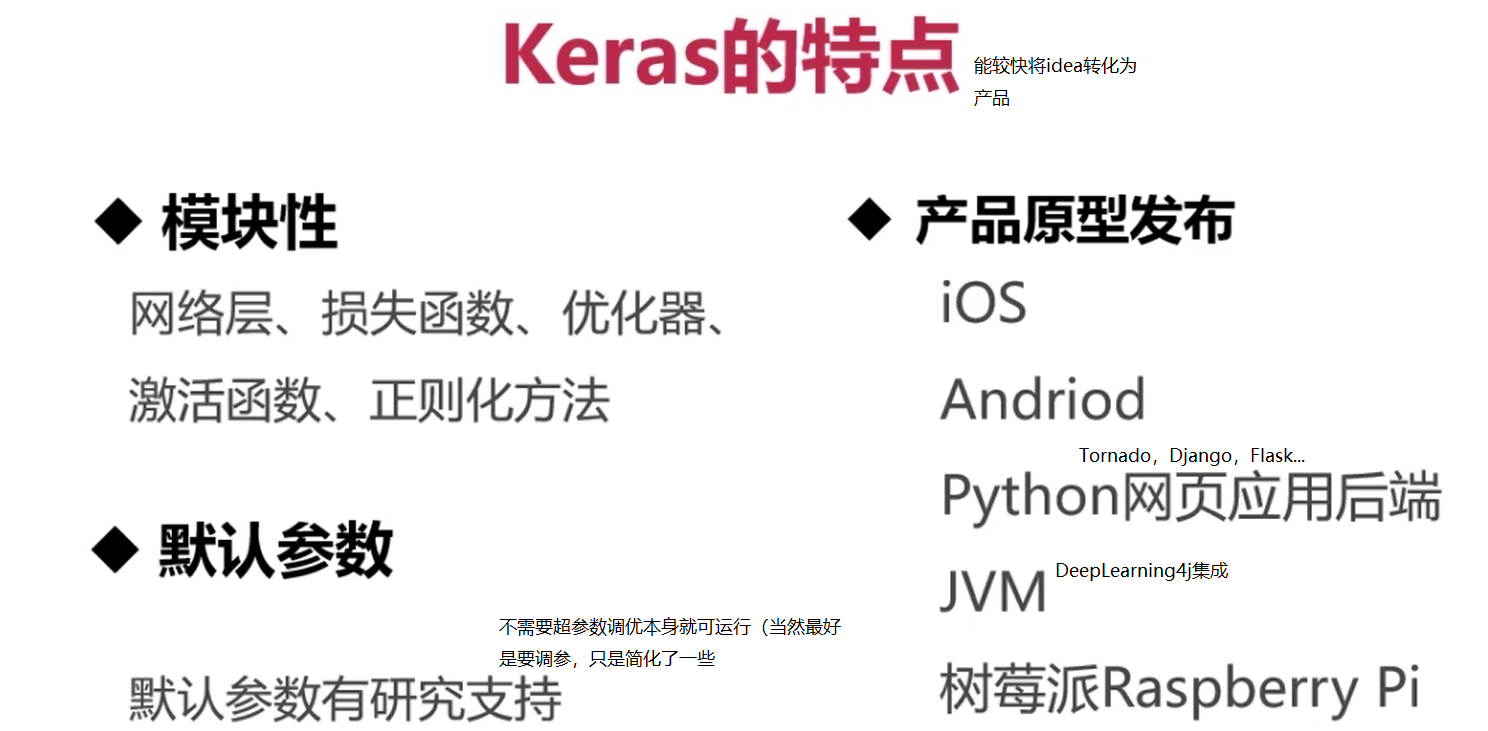 Keras的特点
能较快将idea转化为
产品
◆ 模块性
网络层、损失函数、优化器、
激活函数、正则化方法
◆ 默认参数
不需要超参数调优本身就可运行（当然最好
是要调参，只是简化了一些
默认参数有研究支持
◆ 产品原型发布
iOS
Andriod
Tornado，Django，Flask...
Python网页应用后端
JVM
DeepLearning4j集成
树莓派Raspberry Pi